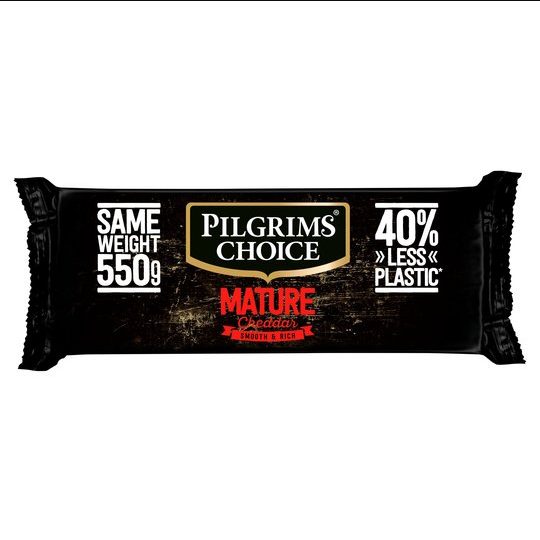 SAME
WEIGHT
550g
PILGRIMS®
CHOICE
MATURE
Cheddar
SMOOTH & RICH
40%
» LESS «
PLASTIC*